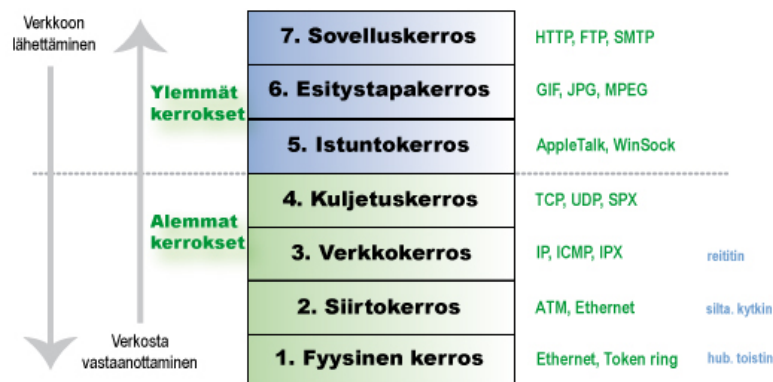 Verkkoon
lähettäminen
7. Sovelluskerros
HTTP, FTP, SMTP
Ylemmät
kerrokset
6. Esitystapakerros
GIF, JPG, MPEG
5. Istuntokerros
AppleTalk, WinSock
Alemmat
kerrokset
4. Kuljetuskerros
TCP, UDP, SPX
3. Verkkokerros
IP, ICMP, IPX
reititin
2. Siirtokerros
ATM, Ethernet
silta. kytkin
Verkosta
vastaanottaminen
1. Fyysinen kerros
Ethernet, Token ring
hub. toistin